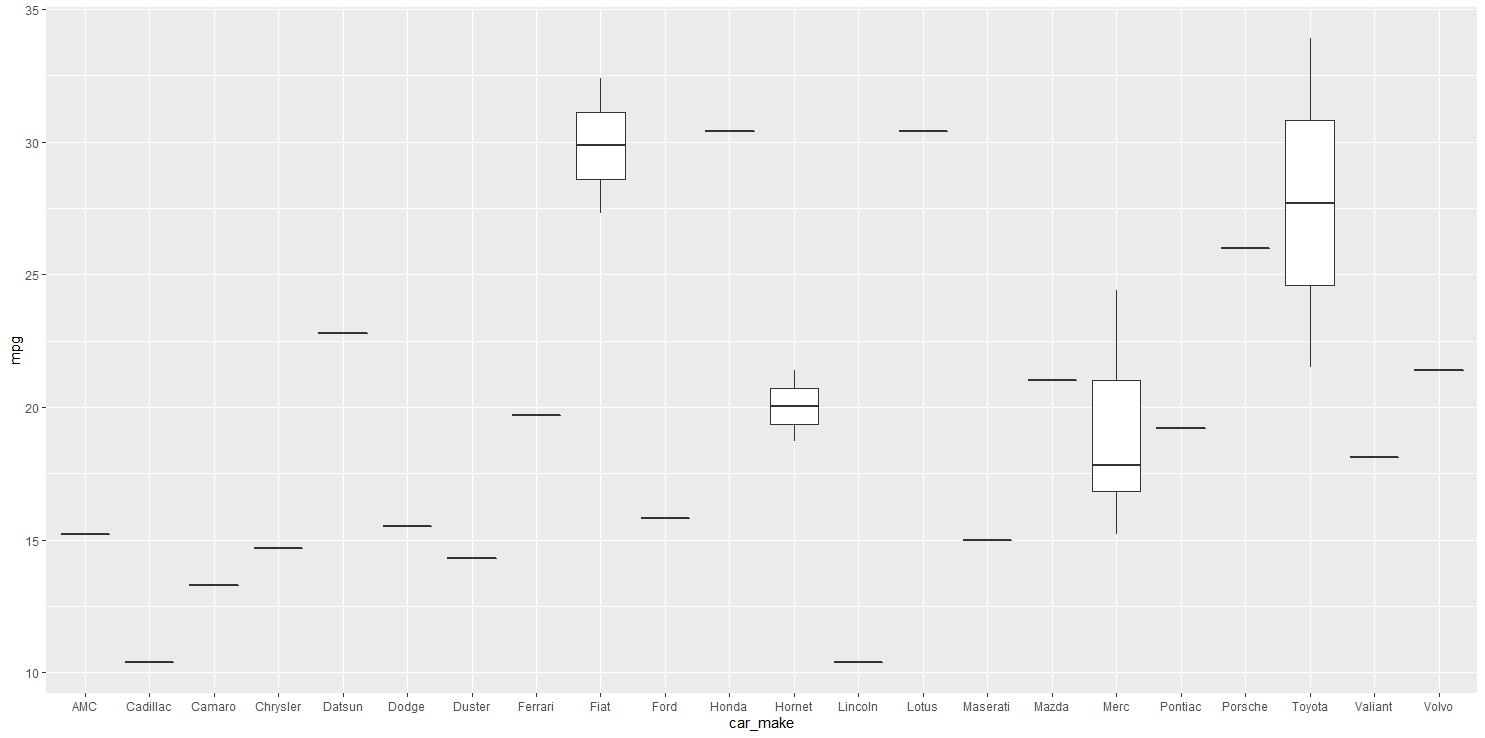 35
30
25
20
15
10
mpg
AMC Cadillac Camaro Chrysler Datsun Dodge Duster Ferrari Fiat Ford Honda Hornet Lincoln Lotus Maserati Mazda Merc Pontiac Porsche Toyota Valiant Volvo
car_make